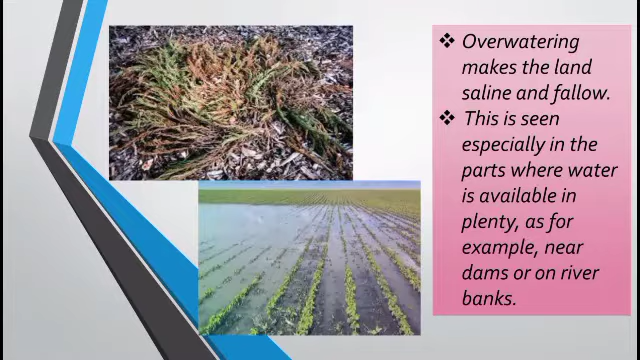 ❖ Overwatering
makes the land
saline and fallow.
❖ This is seen
especially in the
parts where water
is available in
plenty, as for
example, near
dams or on river
banks.